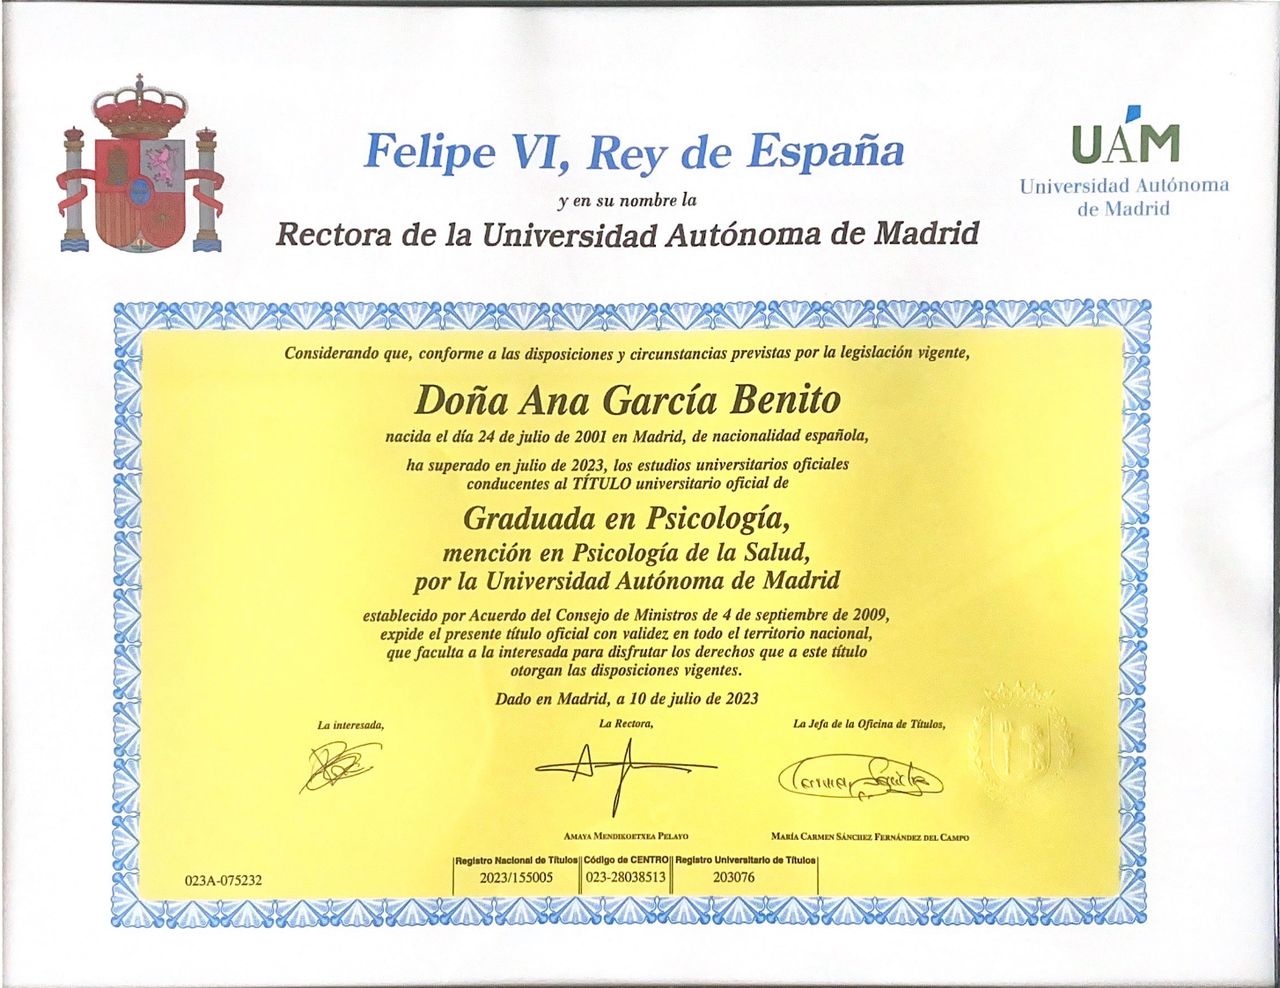 Felipe VI, Rey de España
y en su nombre la
Rectora de la Universidad Autónoma de Madrid
UAM
Universidad Autónoma
de Madrid
Considerando que, conforme a las disposiciones y circunstancias previstas por la legislación vigente,
Doña Ana García Benito
nacida el día 24 de julio de 2001 en Madrid, de nacionalidad española,
ha superado en julio de 2023, los estudios universitarios oficiales
conducentes al TÍTULO universitario oficial de
Graduada en Psicología,
mención en Psicología de la Salud,
por la Universidad Autónoma de Madrid
establecido por Acuerdo del Consejo de Ministros de 4 de septiembre de 2009,
expide el presente título oficial con validez en todo el territorio nacional,
que faculta a la interesada para disfrutar los derechos que a este título
otorgan las disposiciones vigentes.
Dado en Madrid, a 10 de julio de 2023
La interesada,
La Rectora,
La Jefa de la Oficina de Títulos,
AMAYA MENDIKOETXEA PELAYO
MARÍA CARMEN SÁNCHEZ FERNÁNDEZ DEL CAMPO
Registro Nacional de Títulos Código de CENTRO Registro Universitario de Títulos
023A-075232 2023/155005 023-28038513 203076